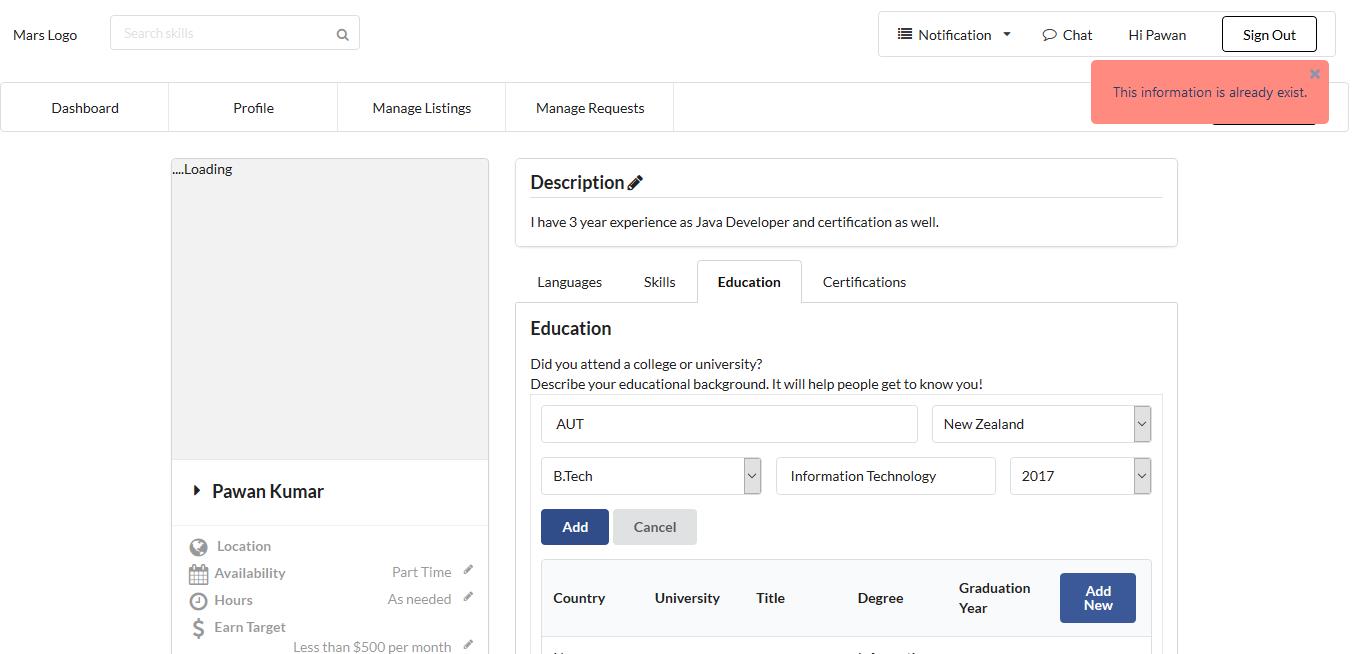 Mars Logo
Search skills
Notification
Chat
Hi Pawan
Sign Out
This information is already exist.
Dashboard
Profile
Manage Listings
Manage Requests
....Loading
Description
I have 3 year experience as Java Developer and certification as well.
Languages
Skills
Education
Certifications
Education
Did you attend a college or university?
Describe your educational background. It will help people get to know you!
AUT
New Zealand
B.Tech
Information Technology
2017
Add
Cancel
Country
University
Title
Degree
Graduation
Year
Add
New
Pawan Kumar
Location
Availability
Part Time
Hours
As needed
Earn Target
Less than $500 per month